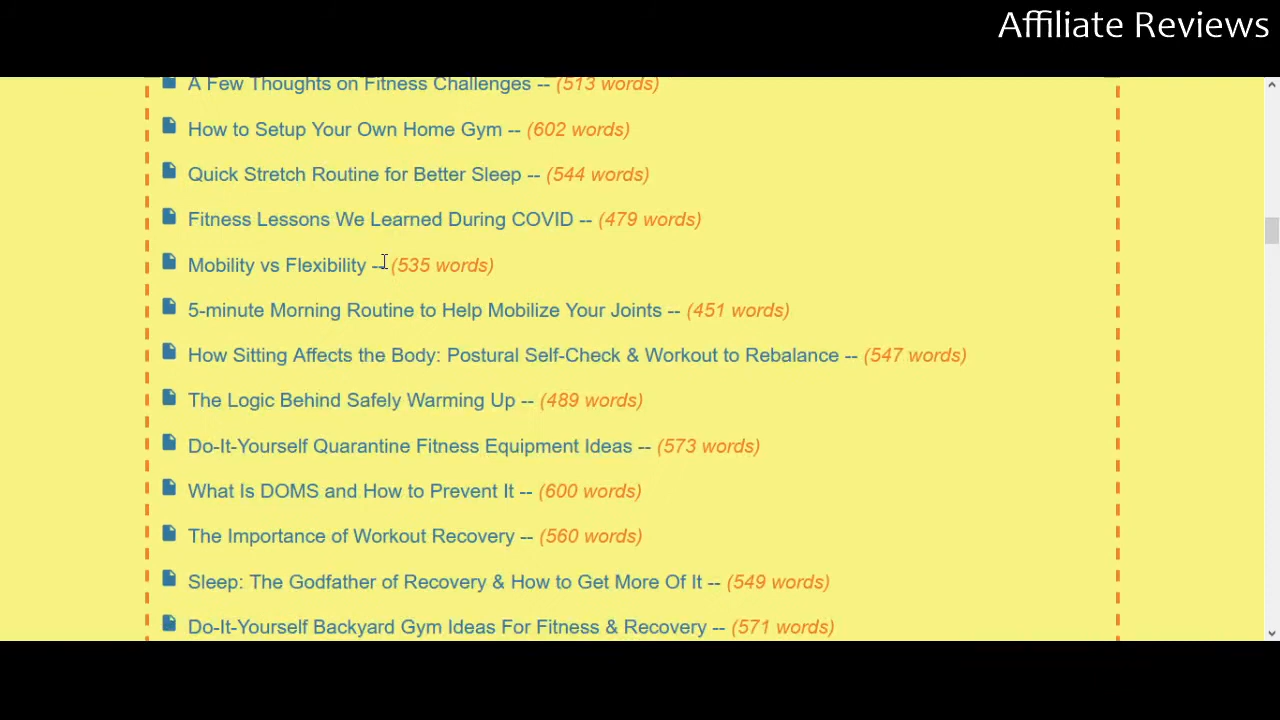 Affiliate Reviews
A Few Thoughts on Fitness Challenges -- (513 words)
How to Setup Your Own Home Gym -- (602 words)
Quick Stretch Routine for Better Sleep -- (544 words)
Fitness Lessons We Learned During COVID -- (479 words)
Mobility vs Flexibility -- (535 words)
5-minute Morning Routine to Help Mobilize Your Joints -- (451 words)
How Sitting Affects the Body: Postural Self-Check & Workout to Rebalance -- (547 words)
The Logic Behind Safely Warming Up -- (489 words)
Do-It-Yourself Quarantine Fitness Equipment Ideas -- (573 words)
What Is DOMS and How to Prevent It -- (600 words)
The Importance of Workout Recovery -- (560 words)
Sleep: The Godfather of Recovery & How to Get More Of It -- (549 words)
Do-It-Yourself Backyard Gym Ideas For Fitness & Recovery -- (571 words)